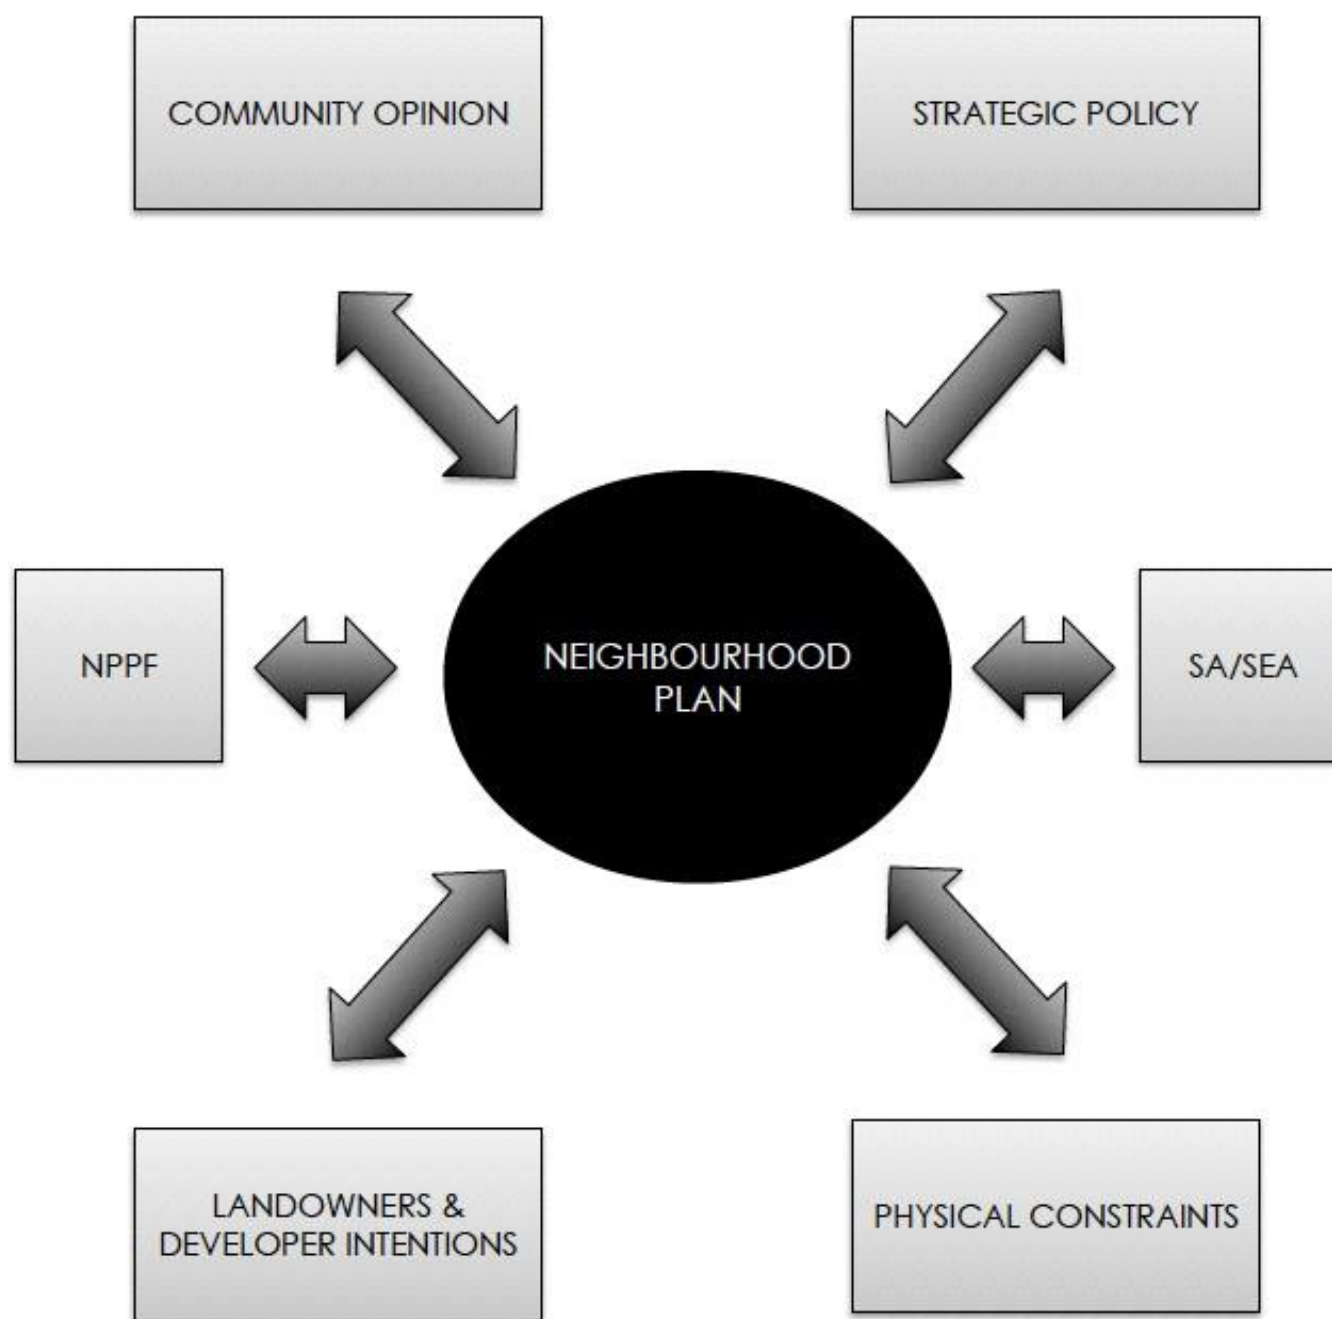 COMMUNITY OPINION
STRATEGIC POLICY
NPPF
NEIGHBOURHOOD
PLAN
SA/SEA
LANDOWNERS &
DEVELOPER INTENTIONS
PHYSICAL CONSTRAINTS